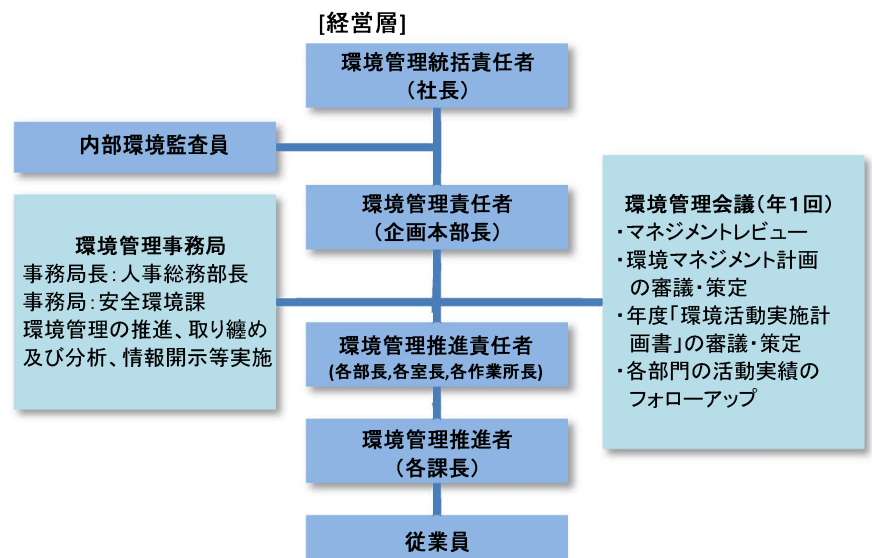 [経営層]
環境管理統括責任者
(社長)
内部環境監査員
環境管理責任者
(企画本部長)
環境管理事務局
事務局長:人事総務部長
事務局:安全環境課
環境管理の推進、取り纏め
及び分析、情報開示等実施
環境管理会議(年1回)
・マネジメントレビュー
・環境マネジメント計画
の審議・策定
・年度「環境活動実施計
画書」の審議・策定
・各部門の活動実績の
フォローアップ
環境管理推進責任者
(各部長,各室長,各作業所長)
環境管理推進者
(各課長)
従業員